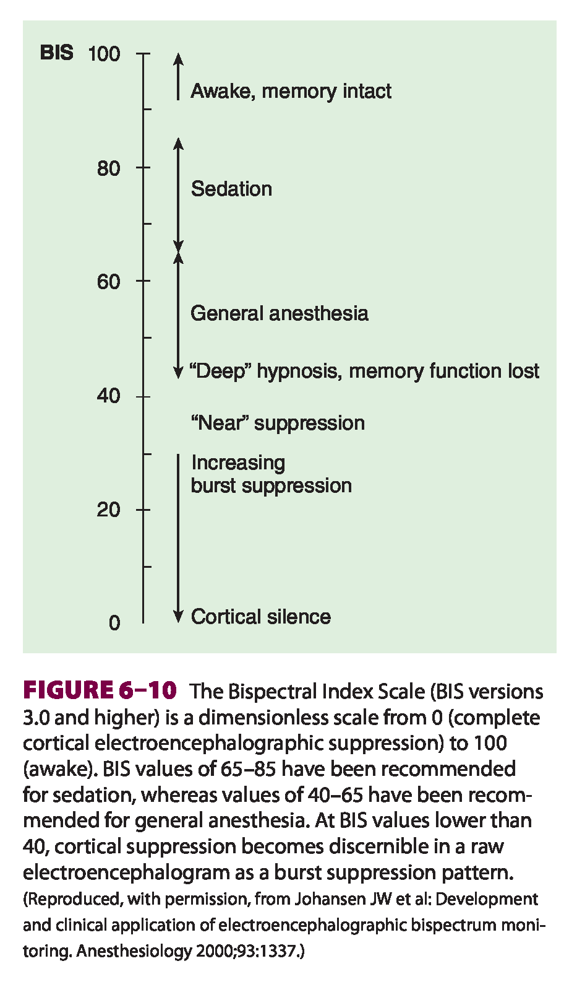 BIS 100
Awake, memory intact
80
Sedation
60
General anesthesia
“Deep” hypnosis, memory function lost
40
“Near” suppression
Increasing
burst suppression
20
0 Cortical silence
FIGURE 6–10 The Bispectral Index Scale (BIS versions
3.0 and higher) is a dimensionless scale from 0 (complete
cortical electroencephalographic suppression) to 100
(awake). BIS values of 65–85 have been recommended
for sedation, whereas values of 40–65 have been recom-
mended for general anesthesia. At BIS values lower than
40, cortical suppression becomes discernible in a raw
electroencephalogram as a burst suppression pattern.
(Reproduced, with permission, from Johansen JW et al: Development
and clinical application of electroencephalographic bispectrum moni-
toring. Anesthesiology 2000;93:1337.)